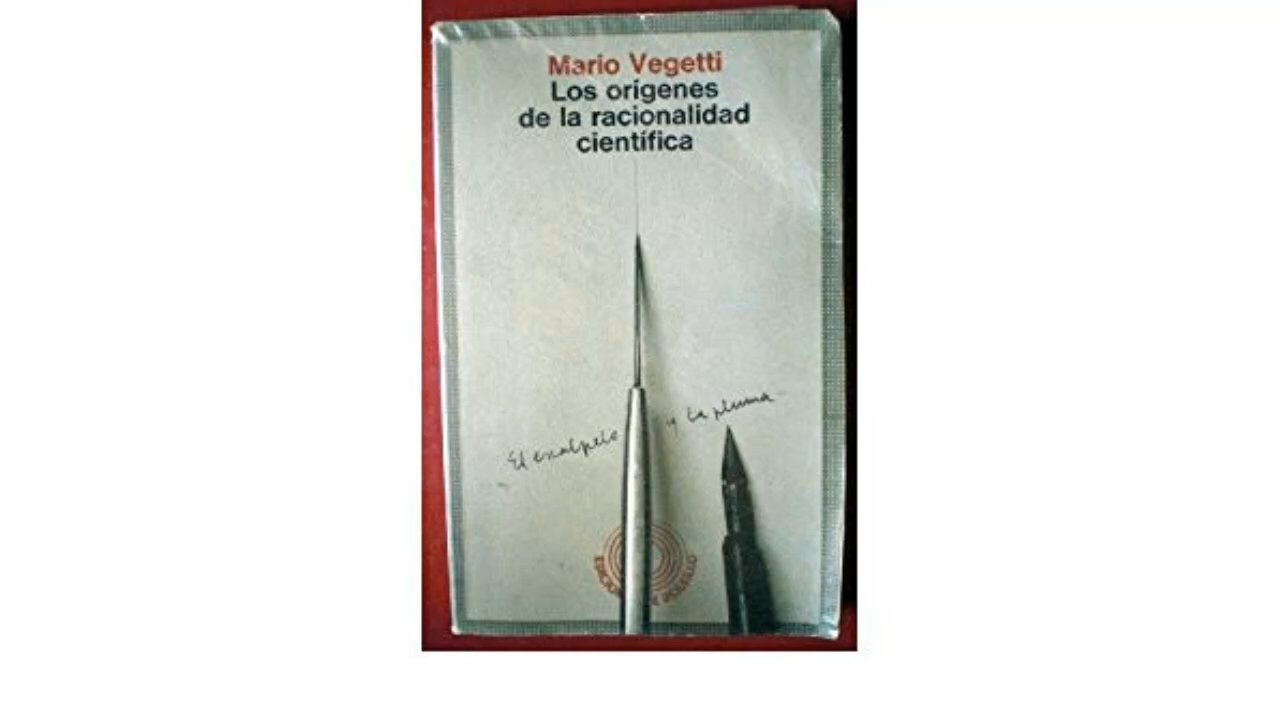 Mario Vegetti
Los orígenes
de la racionalidad
científica
El escalpelo y la pluma